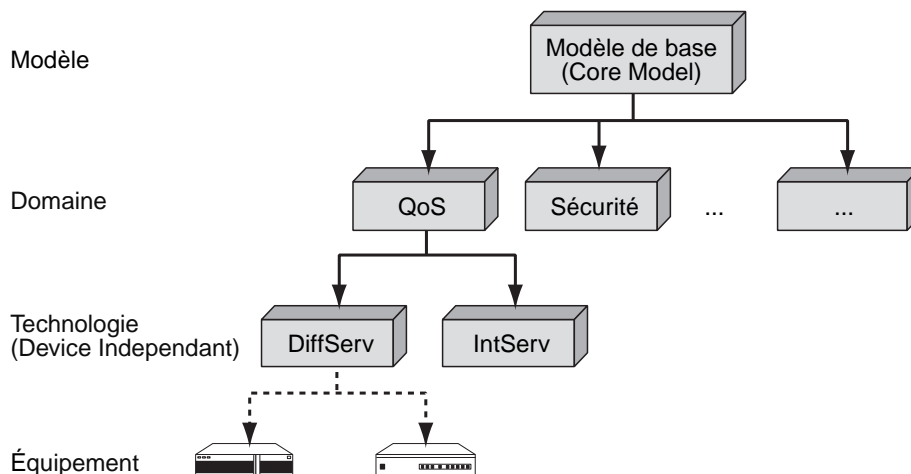 Modèle
Modèle de base
(Core Model)
Domaine
QoS
Sécurité
...
...
Technologie
(Device Independant)
DiffServ
IntServ
Équipement